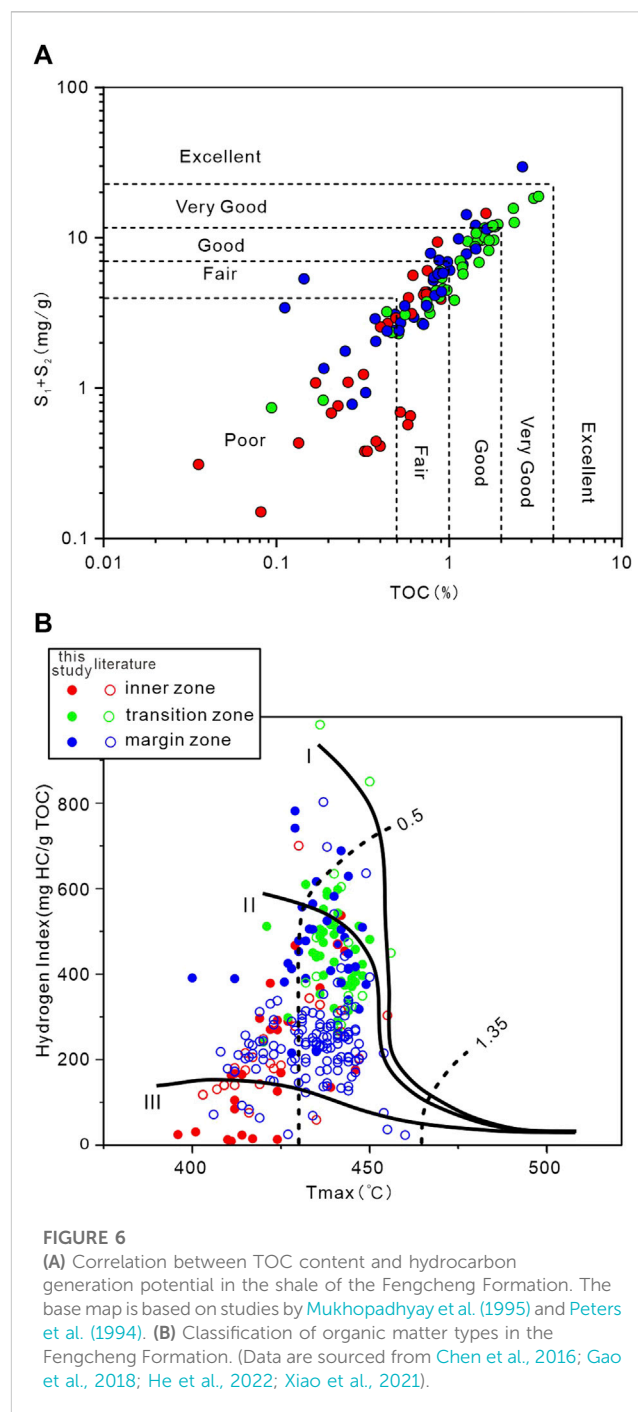 A
100
10
1
0.1
S₁+S₂(mg/g)
Excellent
Very Good
Good
Fair
Poor
Fair
Good
Very Good
Excellent
0.01
0.1
1
10
TOC(%)
B
this study
literature
inner zone
transition zone
margin zone
800
600
400
200
0
Hydrogen Index(mg HC/g TOC)
I
II
III
0.5
1.35
400
450
500
Tmax(℃)
FIGURE 6
(A) Correlation between TOC content and hydrocarbon
generation potential in the shale of the Fengcheng Formation. The
base map is based on studies by Mukhopadhyay et al. (1995) and Peters
et al. (1994). (B) Classification of organic matter types in the
Fengcheng Formation. (Data are sourced from Chen et al., 2016; Gao
et al., 2018; He et al., 2022; Xiao et al., 2021).